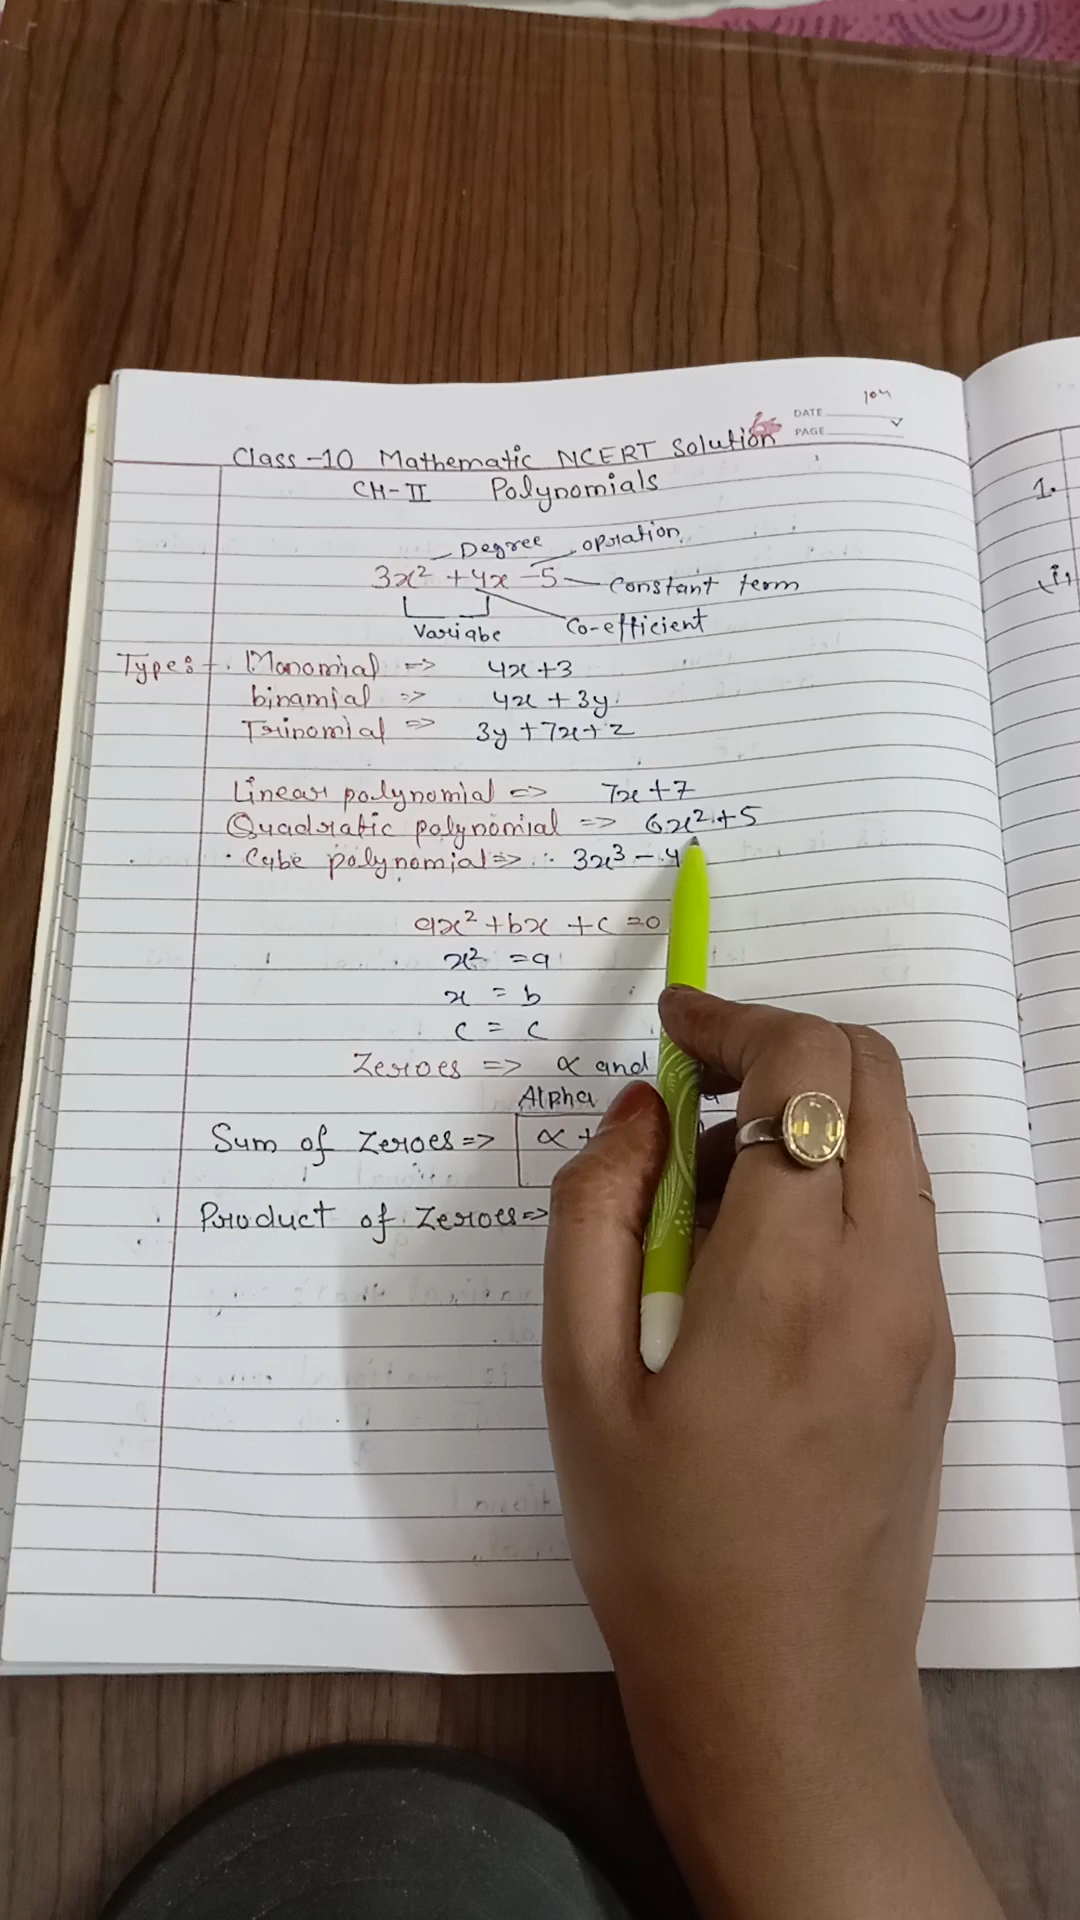 104
DATE
PAGE
Class-10 Mathematic NCERT Solution
CH-II Polynomials
Degree opration
3x² + 4x - 5 Constant term
Variabe Co-efficient
Types:- Monomial => 4x+3
binamial => 4x + 3y
Trinomial => 3y + 7x + 2
Linear polynomial => 7x+7
Quadratic polynomial => 6x² + 5
Cube polynomial => 3x³ - 4
ax² + bx + c = 0
x² = a
x = b
c = c
Zeroes => α and
Alpha
Sum of Zeroes => α +
Product of Zeroes =>
1.